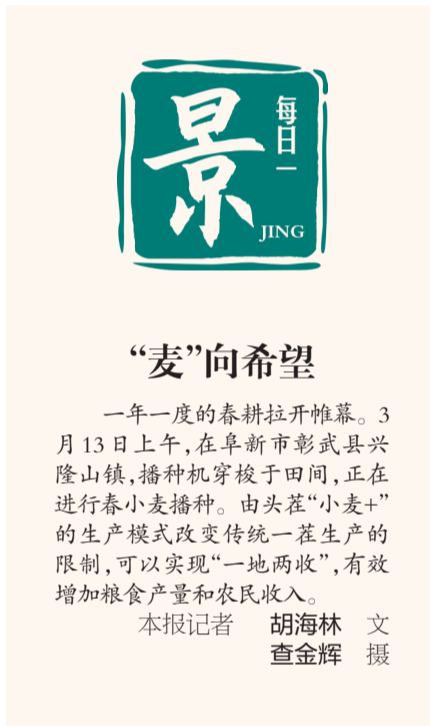 每日一
景
JING
“麦”向希望
一年一度的春耕拉开帷幕。3
月13日上午，在阜新市彰武县兴
隆山镇，播种机穿梭于田间，正在
进行春小麦播种。由头茬“小麦+”
的生产模式改变传统一茬生产的
限制，可以实现“一地两收”，有效
增加粮食产量和农民收入。
本报记者 胡海林 文
查金辉 摄